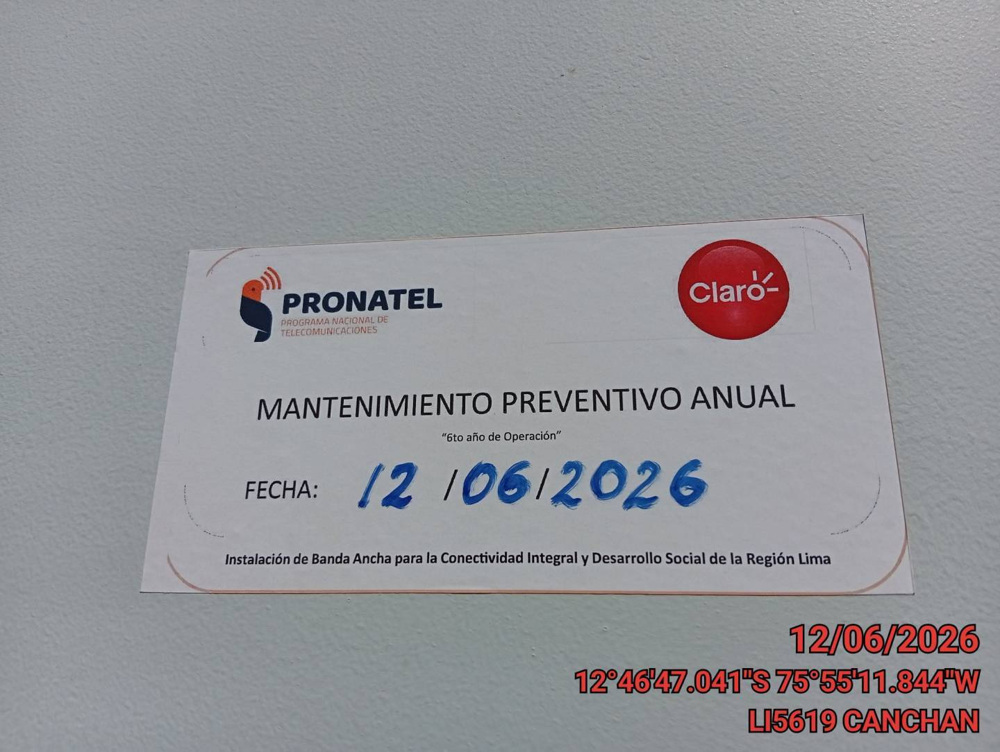 PRONATEL
PROGRAMA NACIONAL DE
TELECOMUNICACIONES
Claro
MANTENIMIENTO PREVENTIVO ANUAL
“6to año de Operación”
FECHA: 12/06/2026
Instalación de Banda Ancha para la Conectividad Integral y Desarrollo Social de la Región Lima
12/06/2026
12°46'47.041"S 75°55'11.844"W
LI5619 CANCHAN